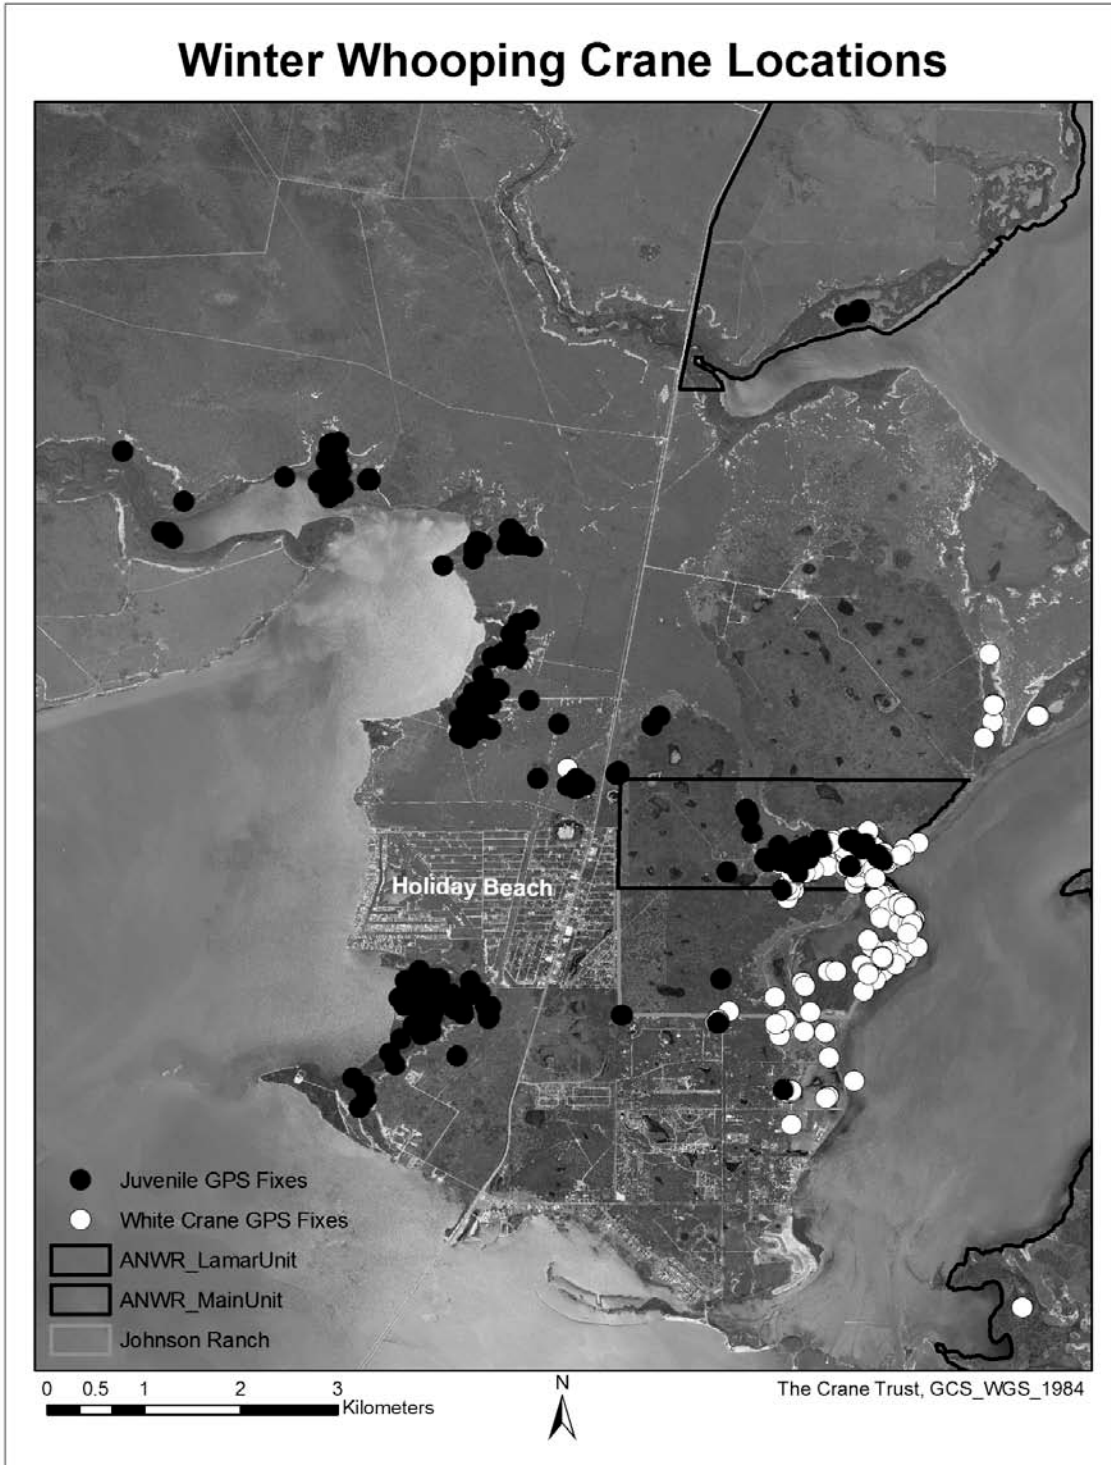 Winter Whooping Crane Locations
Holiday Beach
Juvenile GPS Fixes
White Crane GPS Fixes
ANWR_LamarUnit
ANWR_MainUnit
Johnson Ranch
0 0.5 1 2 3
Kilometers
N
The Crane Trust, GCS_WGS_1984